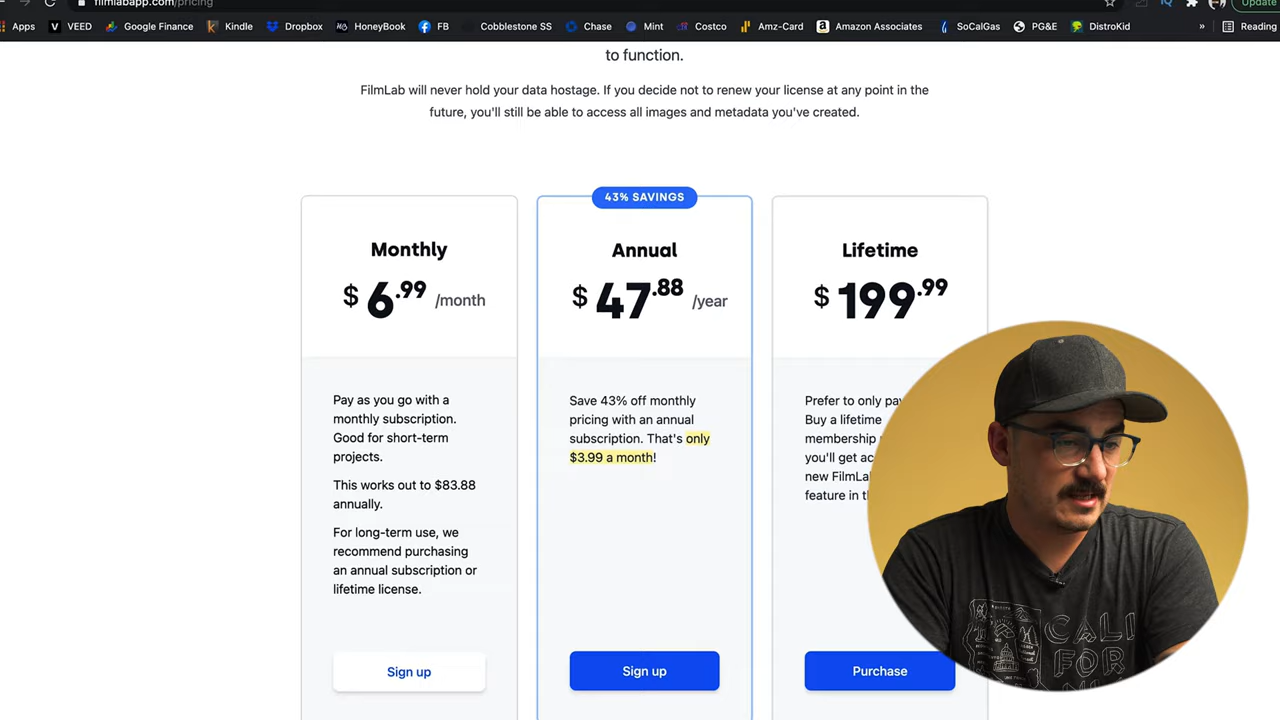 filmlabapp.com/pricing
Update
Apps
VEED
Google Finance
Kindle
Dropbox
HoneyBook
FB
Cobblestone SS
Chase
Mint
Costco
Amz-Card
Amazon Associates
SoCalGas
PG&E
DistroKid
»
Reading
to function.
FilmLab will never hold your data hostage. If you decide not to renew your license at any point in the
future, you'll still be able to access all images and metadata you've created.
Monthly
$6.99 /month
Pay as you go with a
monthly subscription.
Good for short-term
projects.
This works out to $83.88
annually.
For long-term use, we
recommend purchasing
an annual subscription or
lifetime license.
Sign up
43% SAVINGS
Annual
$47.88 /year
Save 43% off monthly
pricing with an annual
subscription. That's only
$3.99 a month!
Sign up
Lifetime
$199.99
Prefer to only
Buy a lifetime
membership
you'll get
new FilmLab
feature in
Purchase
CALI
FOR